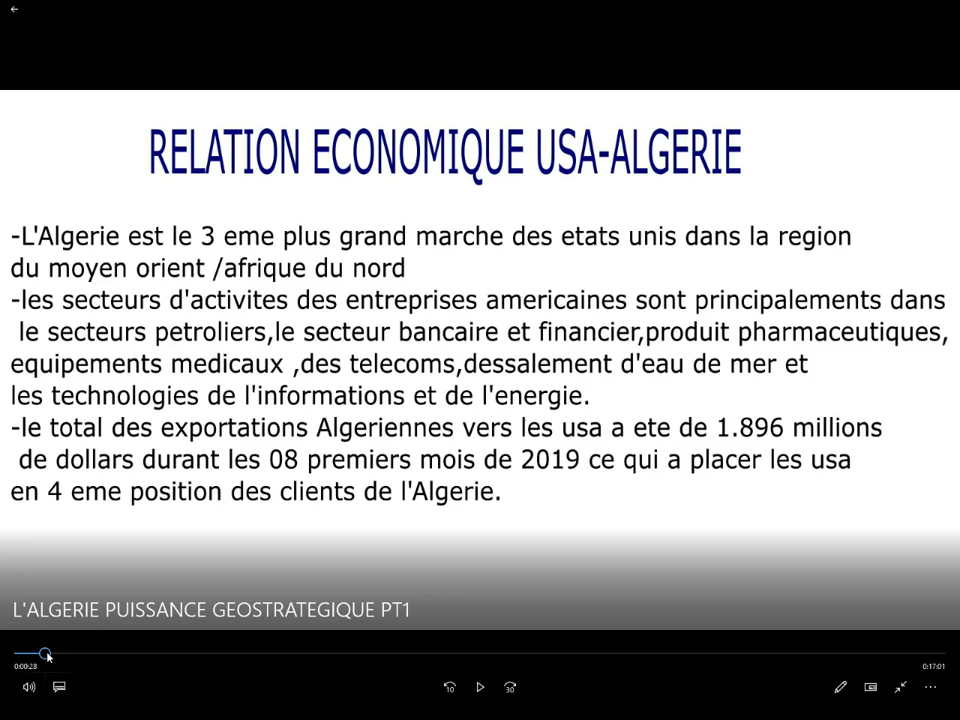 RELATION ECONOMIQUE USA-ALGERIE
-L'Algerie est le 3 eme plus grand marche des etats unis dans la region
du moyen orient /afrique du nord
-les secteurs d'activites des entreprises americaines sont principalements dans
le secteurs petroliers,le secteur bancaire et financier,produit pharmaceutiques,
equipements medicaux ,des telecoms,dessalement d'eau de mer et
les technologies de l'informations et de l'energie.
-le total des exportations Algeriennes vers les usa a ete de 1.896 millions
de dollars durant les 08 premiers mois de 2019 ce qui a placer les usa
en 4 eme position des clients de l'Algerie.
L'ALGERIE PUISSANCE GEOSTRATEGIQUE PT1
0:00:28
0:17:01
10
30